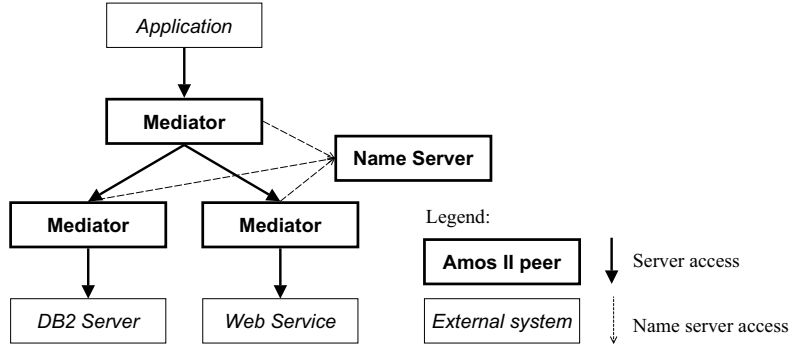 Application
Mediator
Name Server
Mediator
Mediator
Legend:
Amos II peer
Server access
DB2 Server
Web Service
External system
Name server access